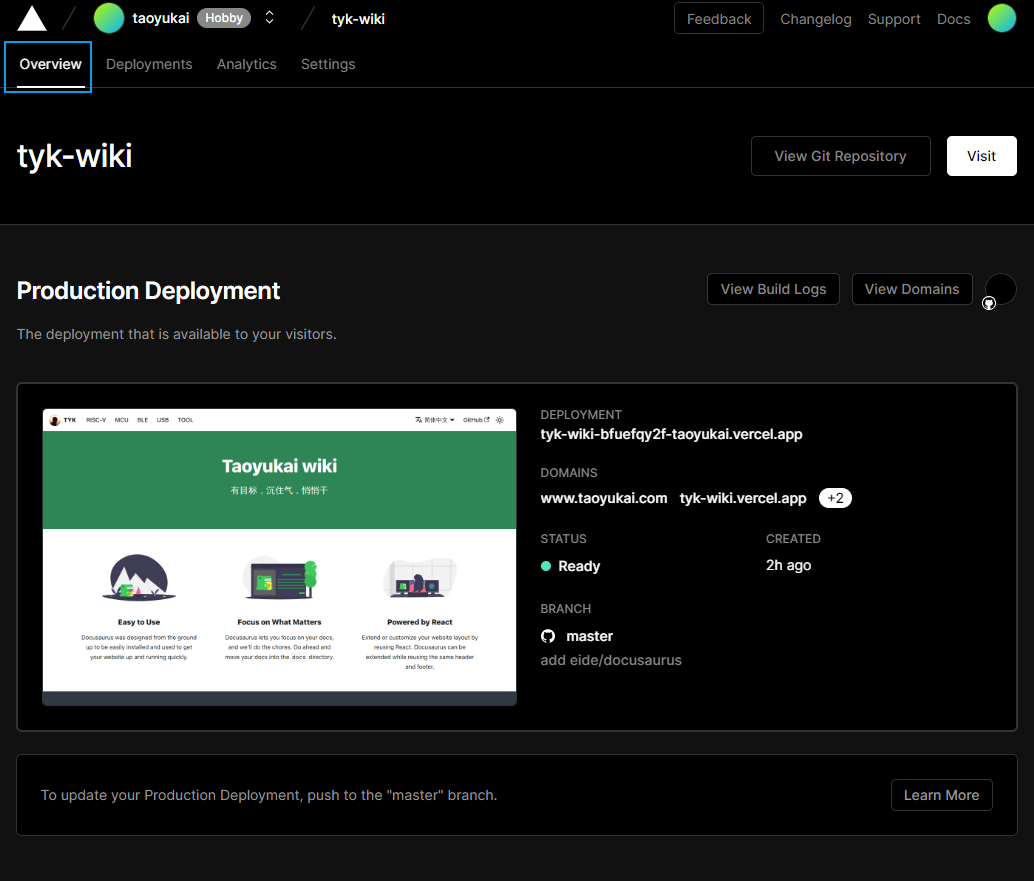 taoyukai Hobby tyk-wiki Feedback Changelog Support Docs
Overview Deployments Analytics Settings
tyk-wiki View Git Repository Visit
Production Deployment View Build Logs View Domains
The deployment that is available to your visitors.
TYK RISC-V MCU BLE USB TOOL 简体中文 GitHub
Taoyukai wiki
有目标，沉住气，悄悄干
Easy to Use
Docusaurus was designed from the ground
up to be easily installed and used to get
your website up and running quickly.
Focus on What Matters
Docusaurus lets you focus on your docs,
and we'll do the chores. Go ahead and
move your docs into the docs directory.
Powered by React
Extend or customize your website layout by
reusing React. Docusaurus can be
extended while reusing the same header
and footer.
DEPLOYMENT
tyk-wiki-bfuefqy2f-taoyukai.vercel.app
DOMAINS
www.taoyukai.com tyk-wiki.vercel.app +2
STATUS CREATED
Ready 2h ago
BRANCH
master
add eide/docusaurus
To update your Production Deployment, push to the "master" branch. Learn More